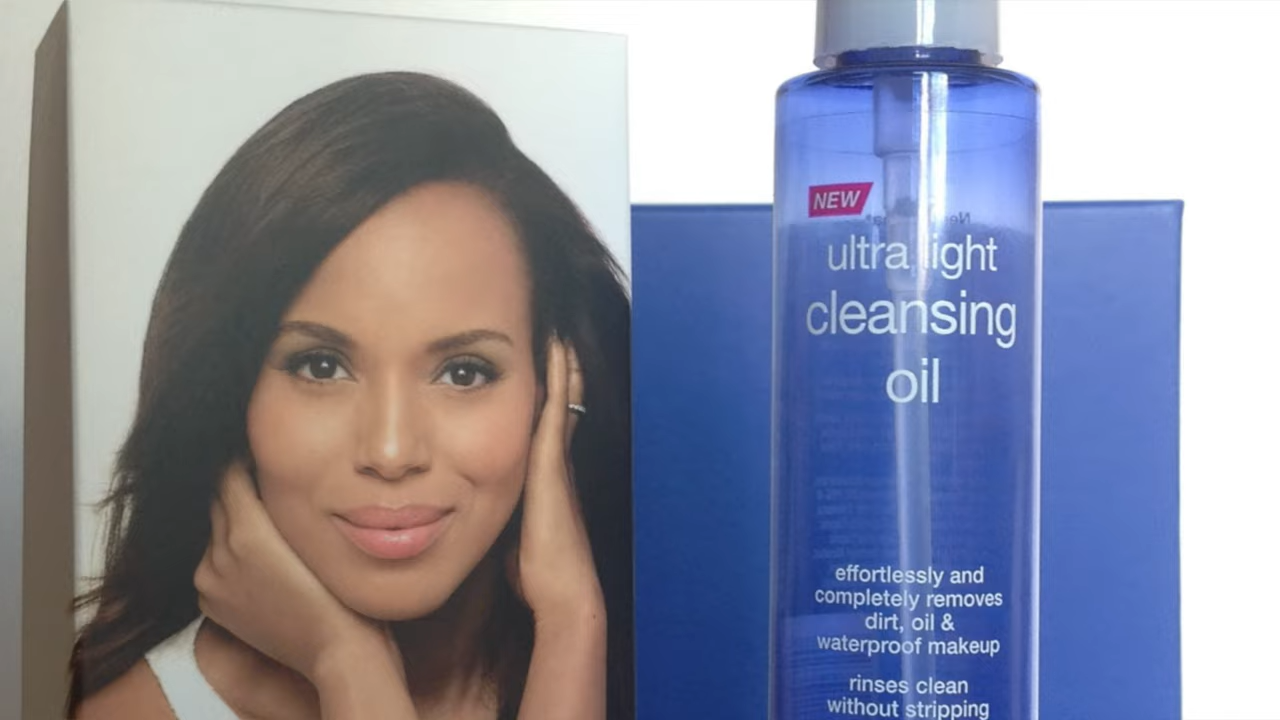 NEW
ultra light
cleansing
oil
effortlessly and
completely removes
dirt, oil &
waterproof makeup
rinses clean
without stripping